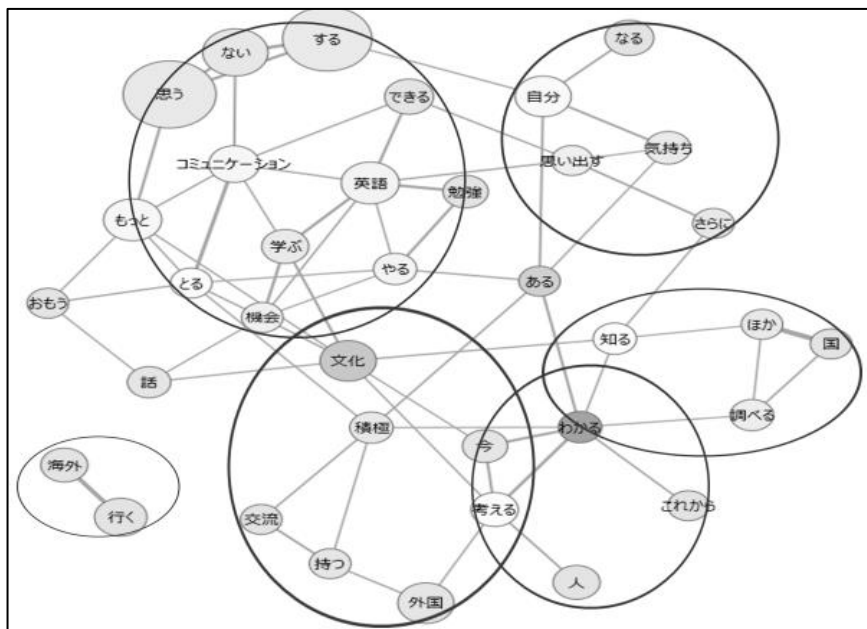 する
ない
なる
思う
できる
自分
コミュニケーション
思い出す
気持ち
英語
勉強
もっと
さらに
学ぶ
とる
やる
ある
おもう
機会
ほか
知る
国
文化
話
調べる
積極
わかる
今
海外
これから
行く
交流
考える
持つ
人
外国